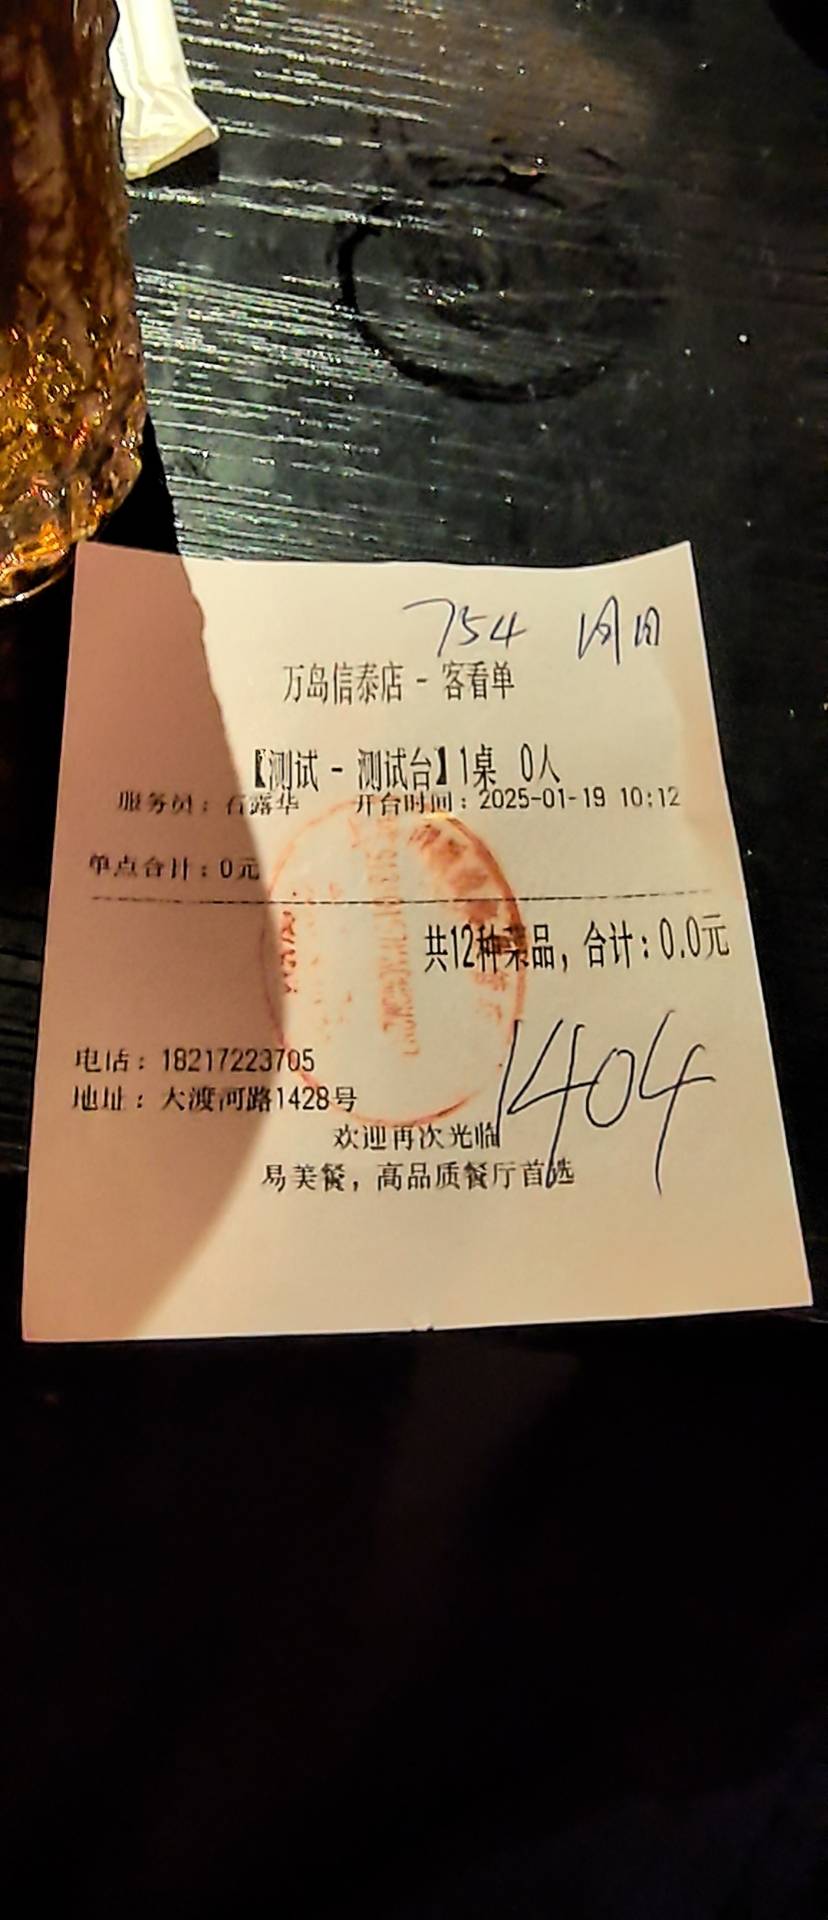 754
万岛信泰店 - 客看单
【测试 - 测试台】1桌 0人
服务员：石露华 开台时间：2025-01-19 10:12
单点合计：0元
共12种菜品，合计：0.0元
1404
电话：18217223705
地址：大渡河路1428号
欢迎再次光临
易美餐，高品质餐厅首选